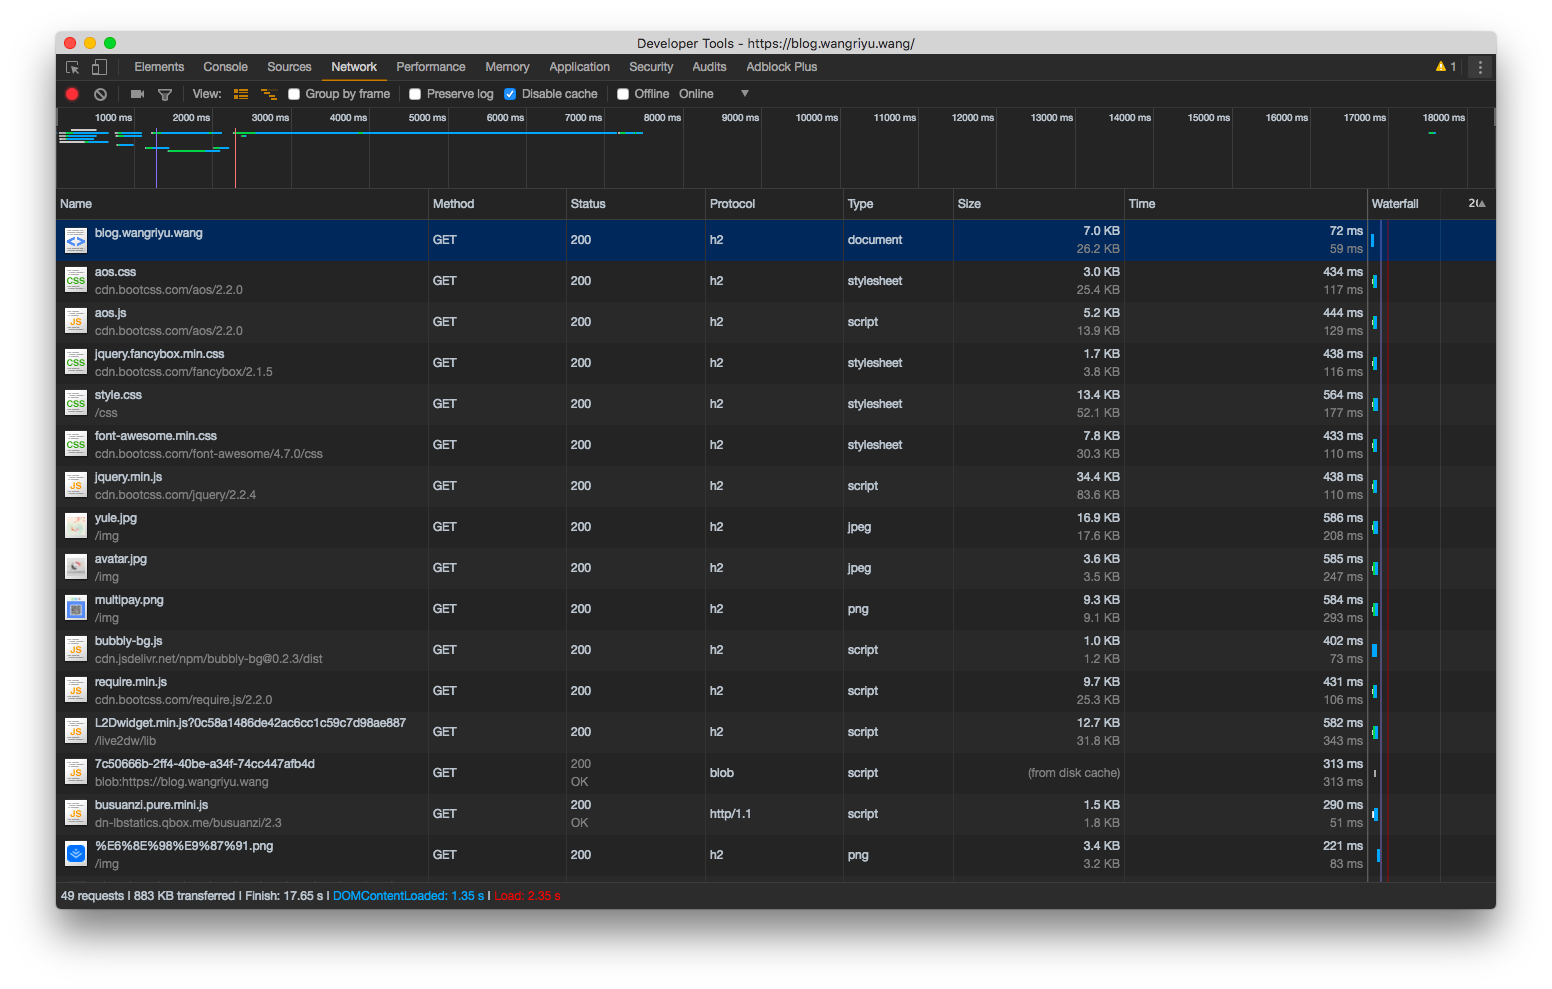 Developer Tools - https://blog.wangriyu.wang/
Elements Console Sources Network Performance Memory Application Security Audits Adblock Plus 1
View: Group by frame Preserve log Disable cache Offline Online
1000 ms 2000 ms 3000 ms 4000 ms 5000 ms 6000 ms 7000 ms 8000 ms 9000 ms 10000 ms 11000 ms 12000 ms 13000 ms 14000 ms 15000 ms 16000 ms 17000 ms 18000 ms
Name Method Status Protocol Type Size Time Waterfall
blog.wangriyu.wang GET 200 h2 document 7.0 KB 72 ms
26.2 KB 59 ms
CSS aos.css GET 200 h2 stylesheet 3.0 KB 434 ms
cdn.bootcss.com/aos/2.2.0 25.4 KB 117 ms
JS aos.js GET 200 h2 script 5.2 KB 444 ms
cdn.bootcss.com/aos/2.2.0 13.9 KB 129 ms
CSS jquery.fancybox.min.css GET 200 h2 stylesheet 1.7 KB 438 ms
cdn.bootcss.com/fancybox/2.1.5 3.8 KB 116 ms
CSS style.css GET 200 h2 stylesheet 13.4 KB 564 ms
/css 52.1 KB 177 ms
CSS font-awesome.min.css GET 200 h2 stylesheet 7.8 KB 433 ms
cdn.bootcss.com/font-awesome/4.7.0/css 30.3 KB 110 ms
JS jquery.min.js GET 200 h2 script 34.4 KB 438 ms
cdn.bootcss.com/jquery/2.2.4 83.6 KB 110 ms
yule.jpg GET 200 h2 jpeg 16.9 KB 586 ms
/img 17.6 KB 208 ms
avatar.jpg GET 200 h2 jpeg 3.6 KB 585 ms
/img 3.5 KB 247 ms
multipay.png GET 200 h2 png 9.3 KB 584 ms
/img 9.1 KB 293 ms
JS bubbly-bg.js GET 200 h2 script 1.0 KB 402 ms
cdn.jsdelivr.net/npm/bubbly-bg@0.2.3/dist 1.2 KB 73 ms
JS require.min.js GET 200 h2 script 9.7 KB 431 ms
cdn.bootcss.com/require.js/2.2.0 25.3 KB 106 ms
JS L2Dwidget.min.js?0c58a1486de42ac6cc1c59c7d98ae887 GET 200 h2 script 12.7 KB 582 ms
/live2dw/lib 31.8 KB 343 ms
JS 7c50666b-2ff4-40be-a34f-74cc447afb4d GET 200 blob script (from disk cache) 313 ms
blob:https://blog.wangriyu.wang OK 313 ms
JS busuanzi.pure.mini.js GET 200 http/1.1 script 1.5 KB 290 ms
dn-lbstatics.qbox.me/busuanzi/2.3 OK 1.8 KB 51 ms
%E6%8E%98%E9%87%91.png GET 200 h2 png 3.4 KB 221 ms
/img 3.2 KB 83 ms
49 requests | 883 KB transferred | Finish: 17.65 s | DOMContentLoaded: 1.35 s | Load: 2.35 s